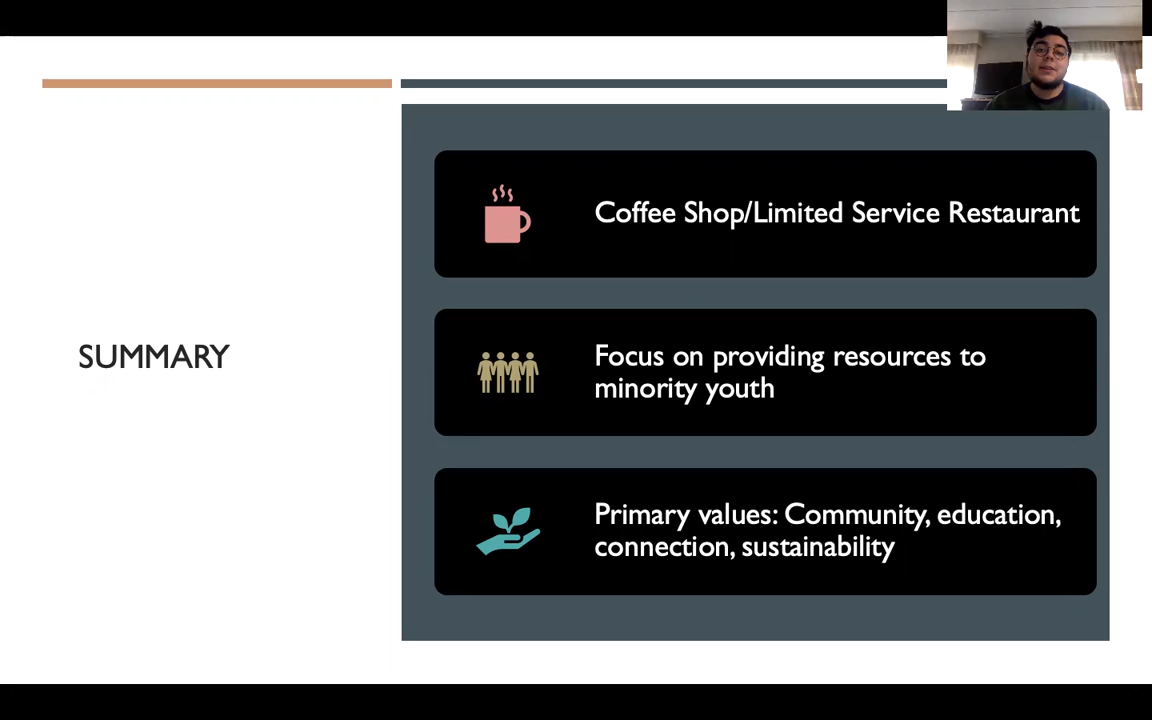 SUMMARY
Coffee Shop/Limited Service Restaurant
Focus on providing resources to
minority youth
Primary values: Community, education,
connection, sustainability